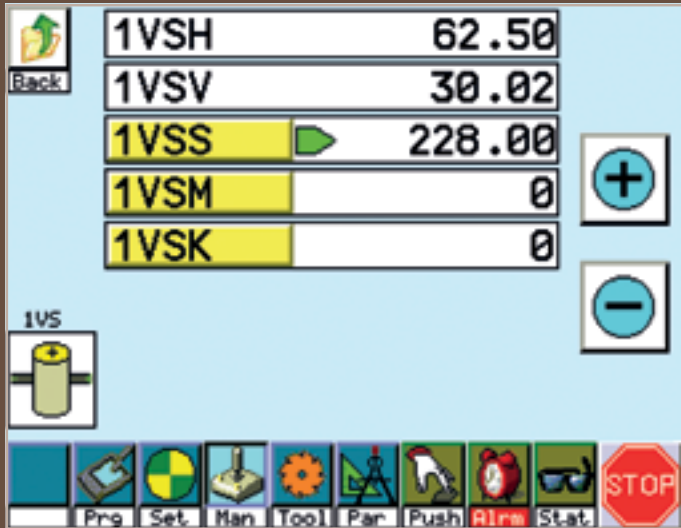 Back
1VSH 62.50
1VSV 30.02
1VSS 228.00
1VSM 0
1VSK 0
1VS
Prg Set Man Tool Par Push Alrm Stat STOP